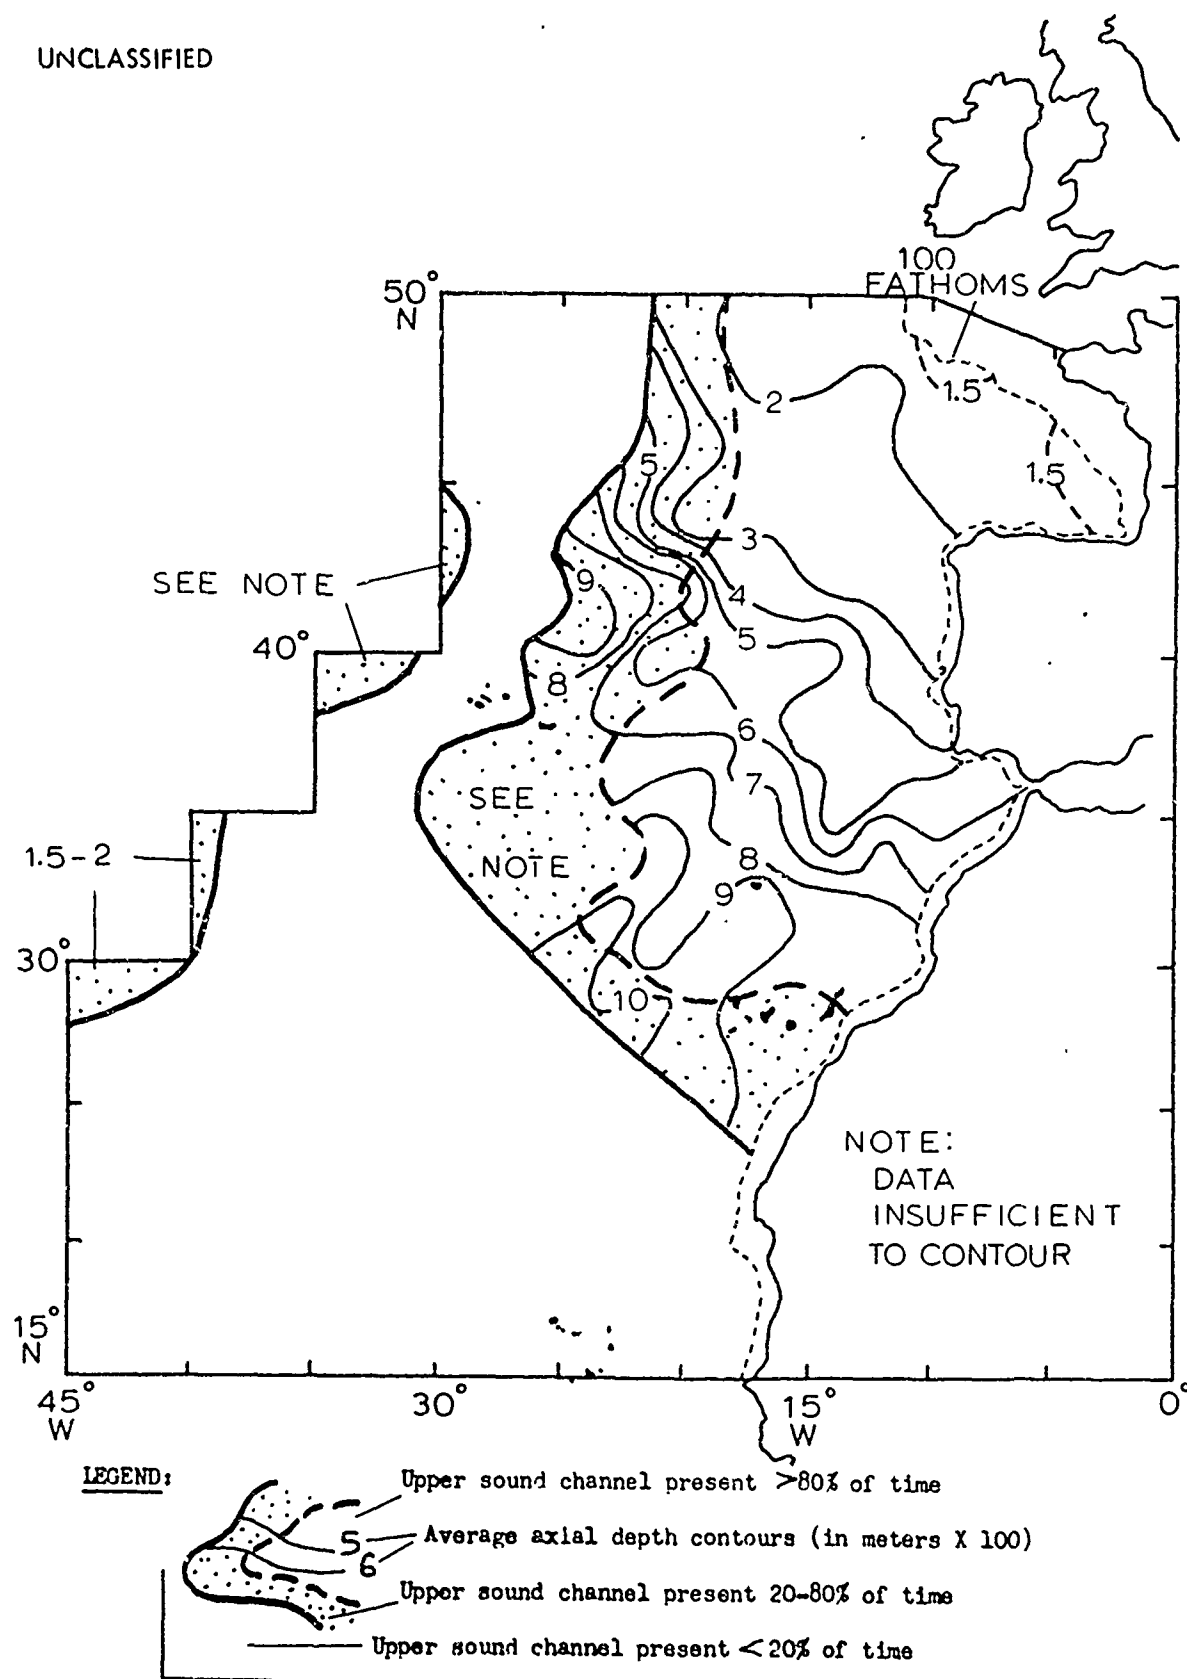 UNCLASSIFIED
100
FATHOMS
50°
N
2
1.5
5
1.5
3
9
SEE NOTE
4
40°
5
8
6
SEE
7
NOTE
1.5-2
8
9
30°
10
NOTE:
DATA
INSUFFICIENT
TO CONTOUR
15°
N
45°
W
30°
15°
W
0°
LEGEND:
Upper sound channel present >80% of time
5
Average axial depth contours (in meters X 100)
6
Upper sound channel present 20-80% of time
Upper sound channel present <20% of time